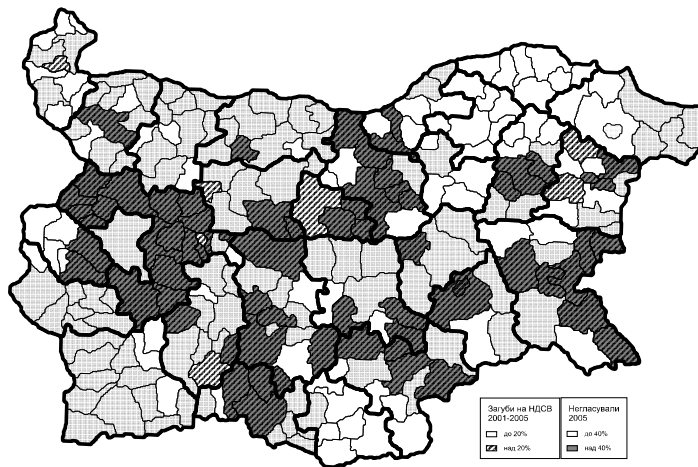 Загуби на НДСВ
2001-2005
до 20%
над 20%
Негласували
2005
до 40%
над 40%